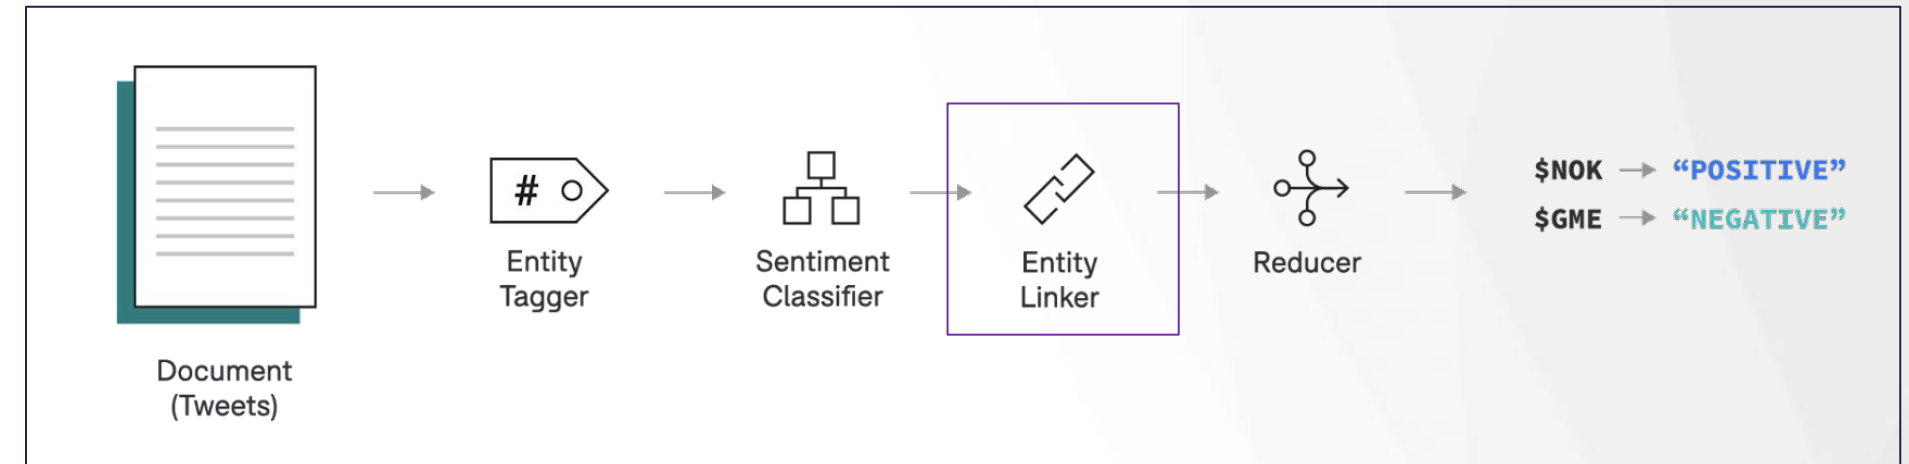 #
Entity
Tagger
Sentiment
Classifier
Entity
Linker
Reducer
$NOK → “POSITIVE”
$GME → “NEGATIVE”
Document
(Tweets)